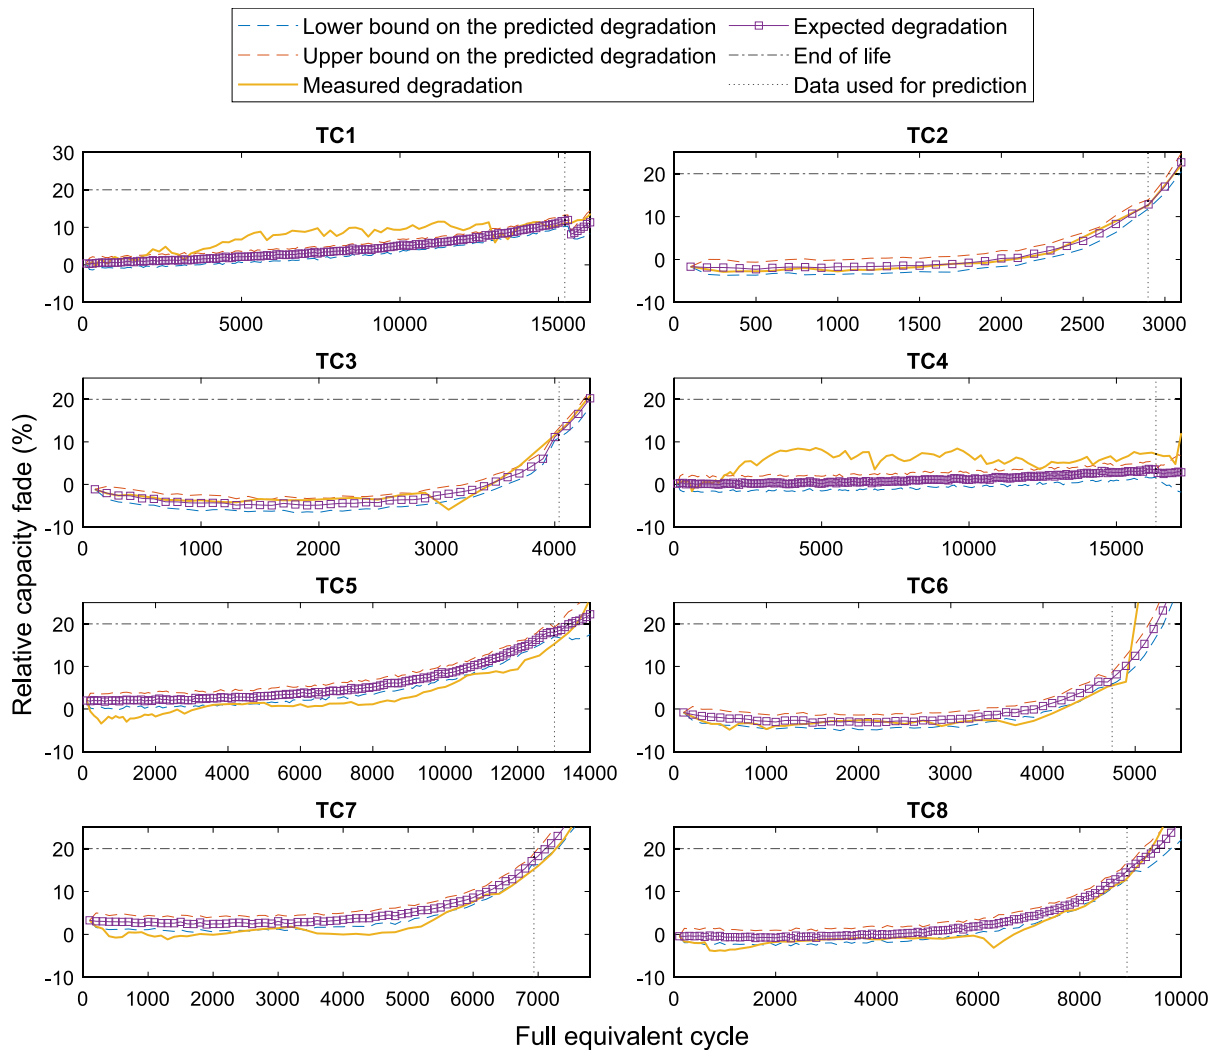 Lower bound on the predicted degradation
Upper bound on the predicted degradation
Measured degradation
Expected degradation
End of life
Data used for prediction
TC1
30
20
10
0
-10
0 5000 10000 15000
TC2
20
10
0
-10
0 500 1000 1500 2000 2500 3000
TC3
20
10
0
-10
0 1000 2000 3000 4000
TC4
20
10
0
-10
0 5000 10000 15000
TC5
20
10
0
-10
0 2000 4000 6000 8000 10000 12000 14000
TC6
20
10
0
-10
0 1000 2000 3000 4000 5000
TC7
20
10
0
-10
0 1000 2000 3000 4000 5000 6000 7000
TC8
20
10
0
-10
0 2000 4000 6000 8000 10000
Relative capacity fade (%)
Full equivalent cycle